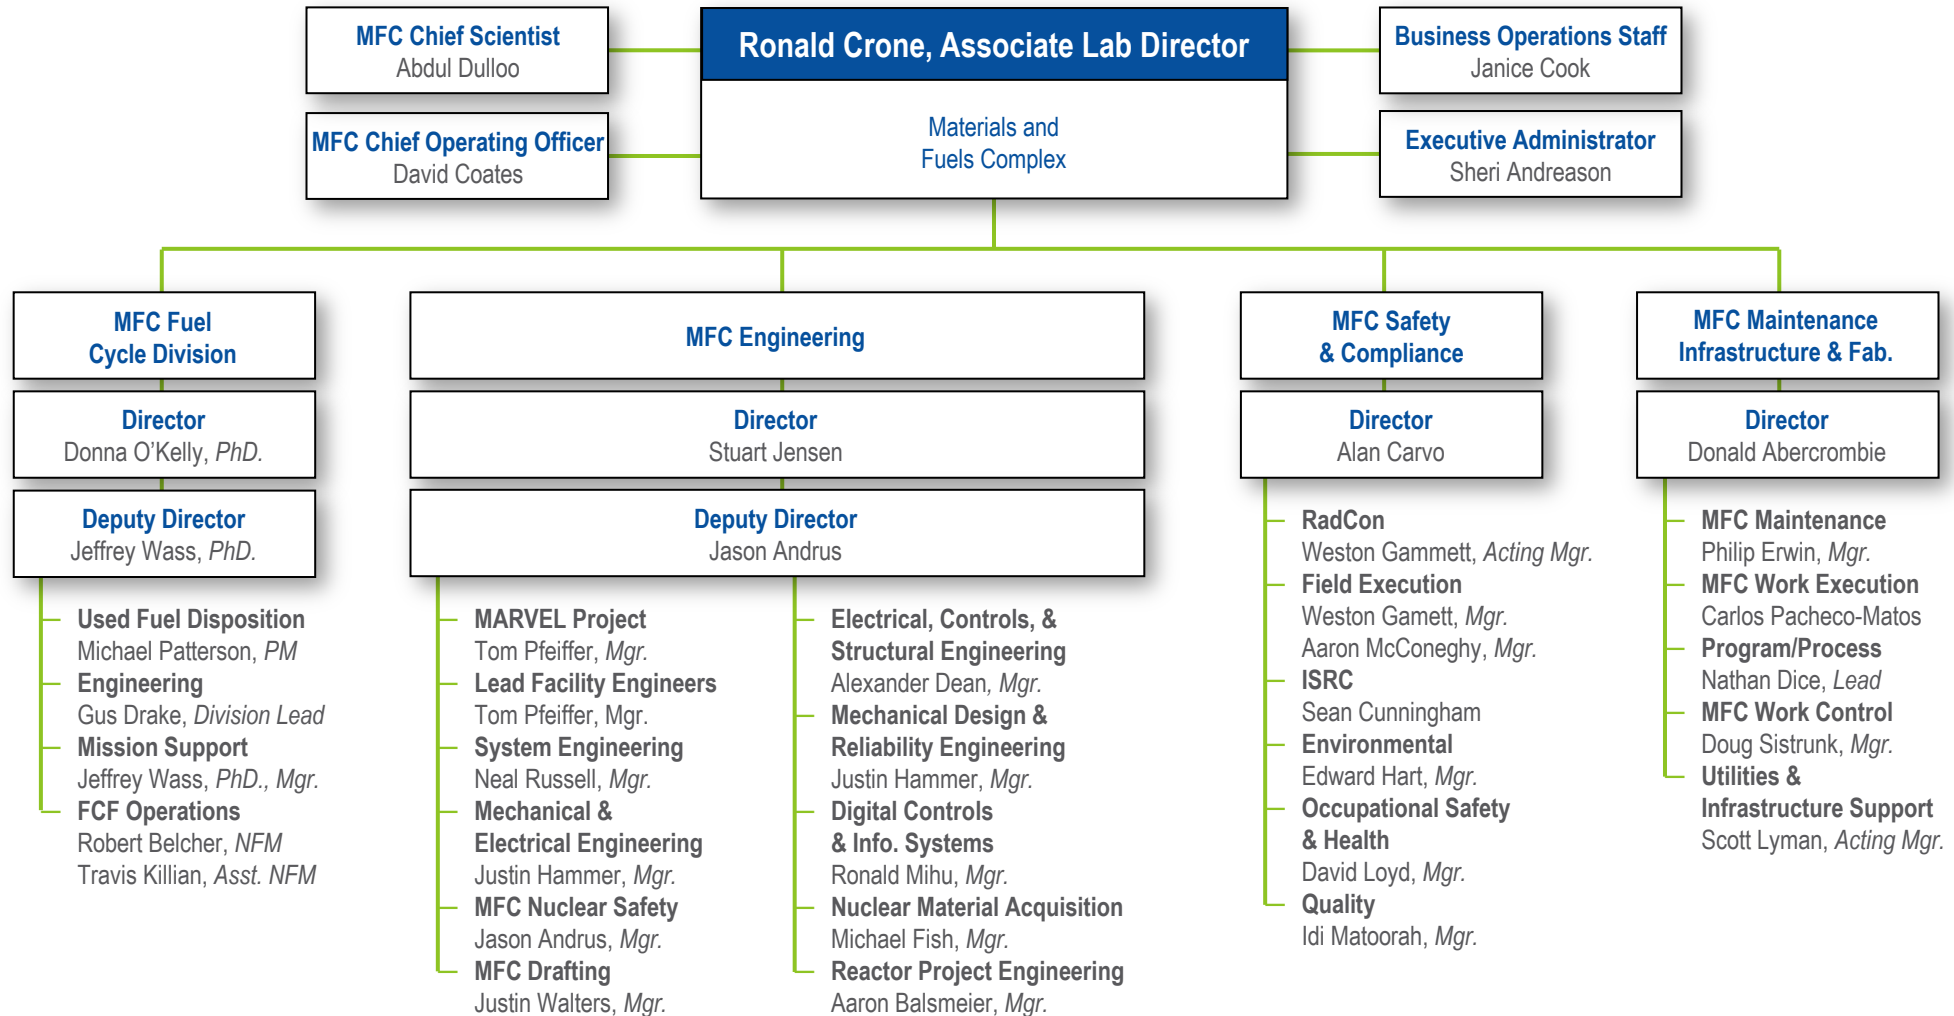 MFC Chief Scientist
Abdul Dulloo
MFC Chief Operating Officer
David Coates
Ronald Crone, Associate Lab Director
Materials and
Fuels Complex
Business Operations Staff
Janice Cook
Executive Administrator
Sheri Andreason
MFC Fuel
Cycle Division
Director
Donna O’Kelly, PhD.
Deputy Director
Jeffrey Wass, PhD.
Used Fuel Disposition
Michael Patterson, PM
Engineering
Gus Drake, Division Lead
Mission Support
Jeffrey Wass, PhD., Mgr.
FCF Operations
Robert Belcher, NFM
Travis Killian, Asst. NFM
MFC Engineering
Director
Stuart Jensen
Deputy Director
Jason Andrus
MARVEL Project
Tom Pfeiffer, Mgr.
Lead Facility Engineers
Tom Pfeiffer, Mgr.
System Engineering
Neal Russell, Mgr.
Mechanical &
Electrical Engineering
Justin Hammer, Mgr.
MFC Nuclear Safety
Jason Andrus, Mgr.
MFC Drafting
Justin Walters, Mgr.
Electrical, Controls, &
Structural Engineering
Alexander Dean, Mgr.
Mechanical Design &
Reliability Engineering
Justin Hammer, Mgr.
Digital Controls
& Info. Systems
Ronald Mihu, Mgr.
Nuclear Material Acquisition
Michael Fish, Mgr.
Reactor Project Engineering
Aaron Balsmeier, Mgr.
MFC Safety
& Compliance
Director
Alan Carvo
RadCon
Weston Gammett, Acting Mgr.
Field Execution
Weston Gamett, Mgr.
Aaron McConeghy, Mgr.
ISRC
Sean Cunningham
Environmental
Edward Hart, Mgr.
Occupational Safety
& Health
David Loyd, Mgr.
Quality
Idi Matoorah, Mgr.
MFC Maintenance
Infrastructure & Fab.
Director
Donald Abercrombie
MFC Maintenance
Philip Erwin, Mgr.
MFC Work Execution
Carlos Pacheco-Matos
Program/Process
Nathan Dice, Lead
MFC Work Control
Doug Sistrunk, Mgr.
Utilities &
Infrastructure Support
Scott Lyman, Acting Mgr.